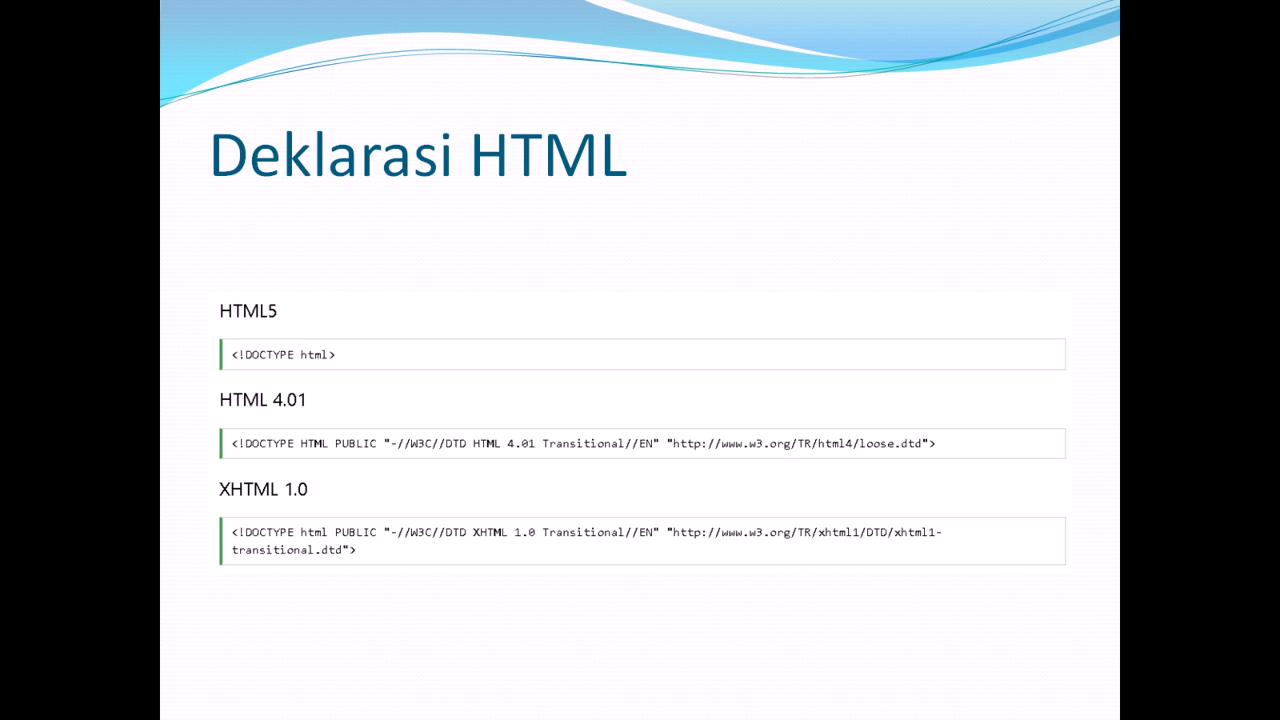 Deklarasi HTML
HTML5
<!DOCTYPE html>
HTML 4.01
<!DOCTYPE HTML PUBLIC "-//W3C//DTD HTML 4.01 Transitional//EN" "http://www.w3.org/TR/html4/loose.dtd">
XHTML 1.0
<!DOCTYPE html PUBLIC "-//W3C//DTD XHTML 1.0 Transitional//EN" "http://www.w3.org/TR/xhtml1/DTD/xhtml1-
transitional.dtd">